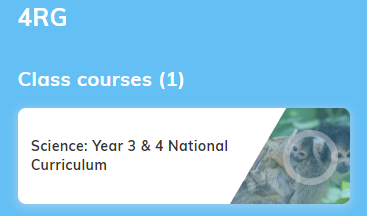 4RG
Class courses (1)
Science: Year 3 & 4 National
Curriculum